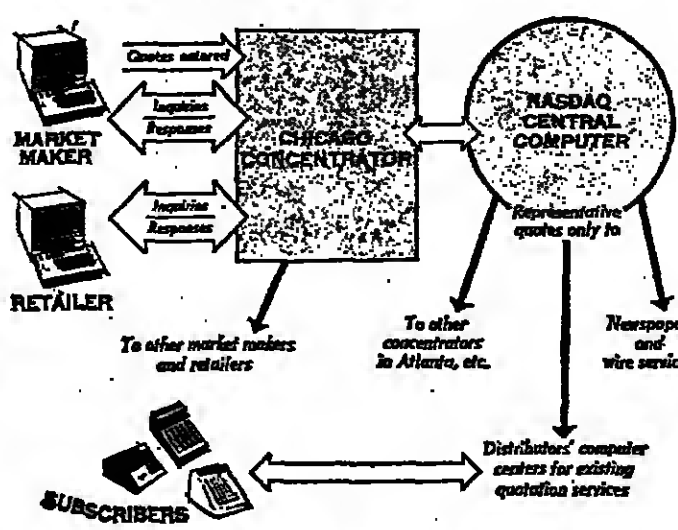 Quotes entered
Inquiries
Responses
MARKET
MAKER
CHICAGO
CONCENTRATOR
NASDAQ
CENTRAL
COMPUTER
Inquiries
Responses
RETAILER
Representative
quotes only to
To other market makers
and retailers
To other
concentrators
in Atlanta, etc.
Newspape
and
wire servic
Distributors' computer
centers for existing
quotation services
SUBSCRIBERS